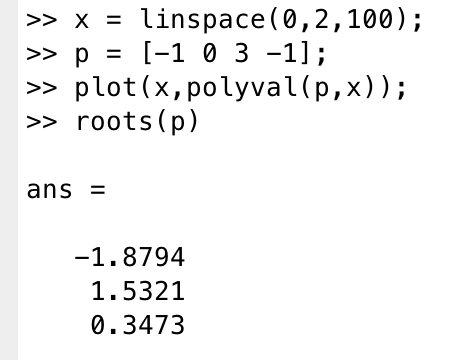 >> x = linspace(0,2,100);
>> p = [-1 0 3 -1];
>> plot(x,polyval(p,x));
>> roots(p)
ans =
-1.8794
1.5321
0.3473